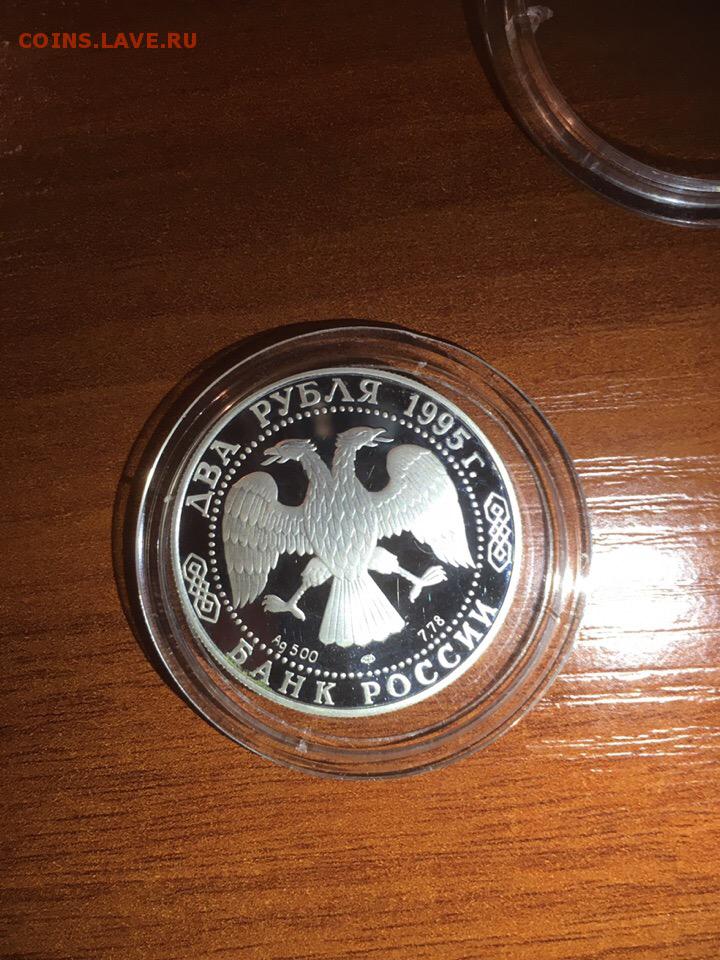 COINS.LAVE.RU
ДВА РУБЛЯ 1995 г.
Ag 500
7.78
БАНК РОССИИ